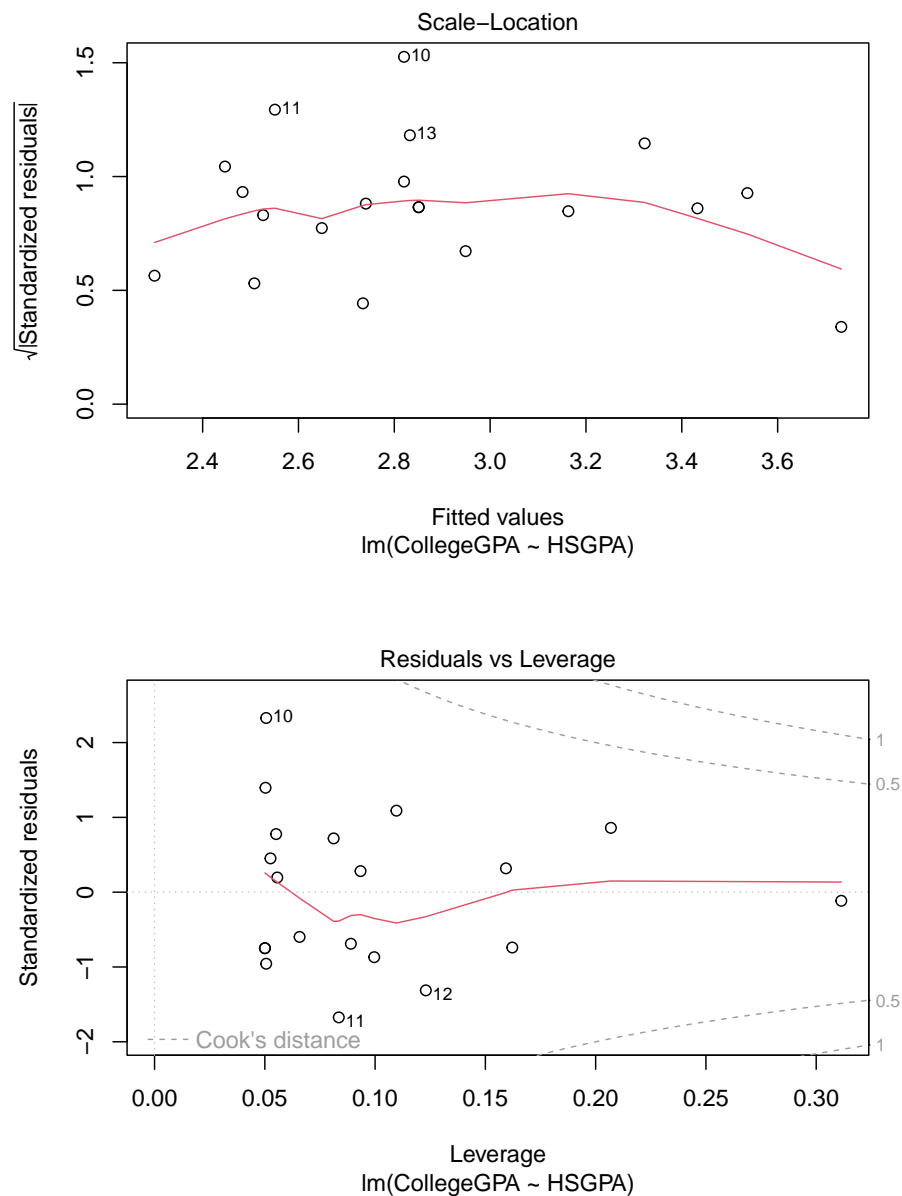 Scale−Location
√|Standardized residuals|
1.5
1.0
0.5
0.0
10
11
13
2.4 2.6 2.8 3.0 3.2 3.4 3.6
Fitted values
lm(CollegeGPA ~ HSGPA)
Residuals vs Leverage
Standardized residuals
2
1
0
−1
−2
10
1
0.5
12
0.5
11
Cook's distance
1
0.00 0.05 0.10 0.15 0.20 0.25 0.30
Leverage
lm(CollegeGPA ~ HSGPA)